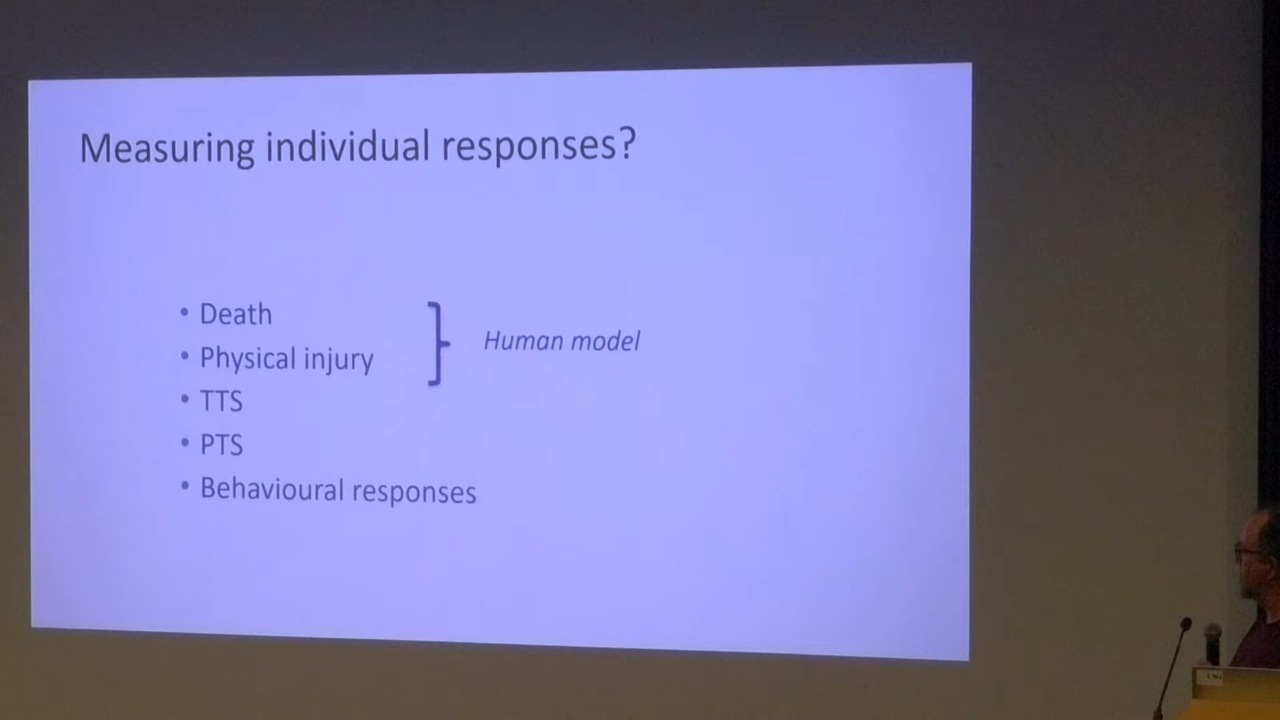 Measuring individual responses?
• Death
• Physical injury
Human model
• TTS
• PTS
• Behavioural responses